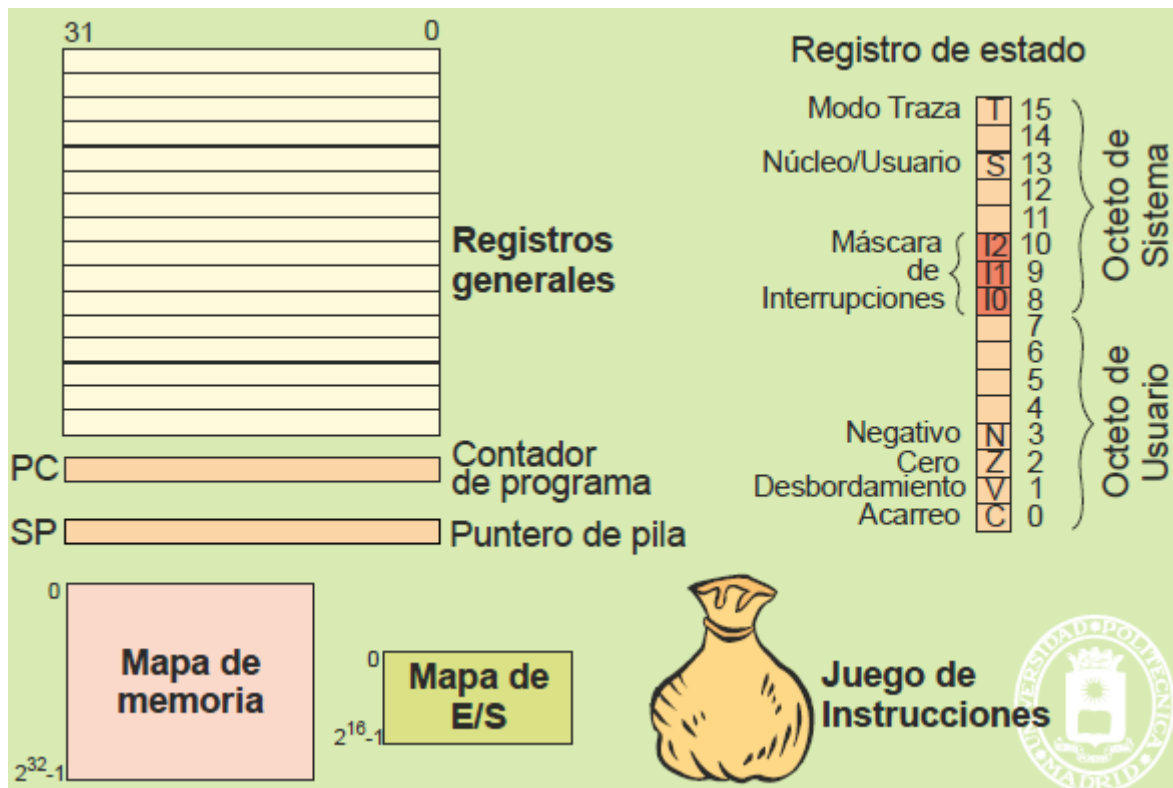 31
0
Registros
generales
PC
Contador
de programa
SP
Puntero de pila
Registro de estado
Modo Traza T 15
14
Núcleo/Usuario S 13
12
11
Máscara
de
Interrupciones
I2 10
I1 9
I0 8
7
6
5
4
Negativo N 3
Cero Z 2
Desbordamiento V 1
Acarreo C 0
Octeto de
Sistema
Octeto de
Usuario
0
Mapa de
memoria
2^32-1
0
Mapa de
E/S
2^16-1
Juego de
Instrucciones
UNIVERSIDAD POLITECNICA
MADRID